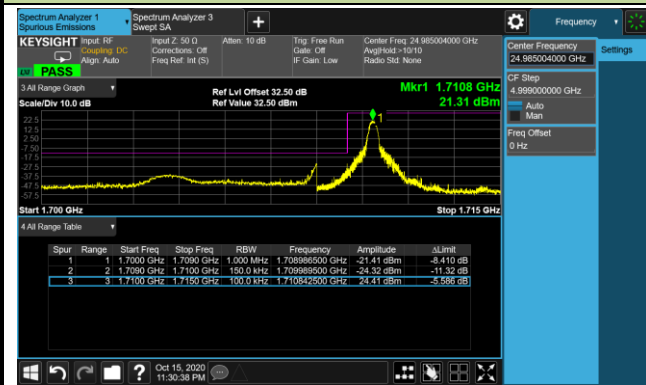 Spectrum Analyzer 1
Spurious Emissions
Spectrum Analyzer 3
Swept SA
Frequency
KEYSIGHT
Input: RF
Coupling: DC
Align: Auto
Input Z: 50 Ω
Corrections: Off
Freq Ref: Int (S)
Atten: 10 dB
Trig: Free Run
Gate: Off
IF Gain: Low
Center Freq: 24.985004000 GHz
Avg|Hold:>10/10
Radio Std: None
PASS
3 All Range Graph
Scale/Div 10.0 dB
Ref Lvl Offset 32.50 dB
Ref Value 32.50 dBm
Mkr1 1.7108 GHz
21.31 dBm
1
22.5
12.5
2.50
-7.50
-17.5
-27.5
-37.5
-47.5
-57.5
Start 1.700 GHz
Stop 1.715 GHz
4 All Range Table
Spur Range Start Freq Stop Freq RBW Frequency Amplitude ΔLimit
1 1 1.7000 GHz 1.7090 GHz 1.000 MHz 1.708986500 GHz -21.41 dBm -8.410 dB
2 2 1.7090 GHz 1.7100 GHz 150.0 kHz 1.709989500 GHz -24.32 dBm -11.32 dB
3 3 1.7100 GHz 1.7150 GHz 100.0 kHz 1.710842500 GHz 24.41 dBm -5.586 dB
Center Frequency
24.985004000 GHz
Settings
CF Step
4.999000000 GHz
Auto
Man
Freq Offset
0 Hz
Oct 15, 2020
11:30:38 PM